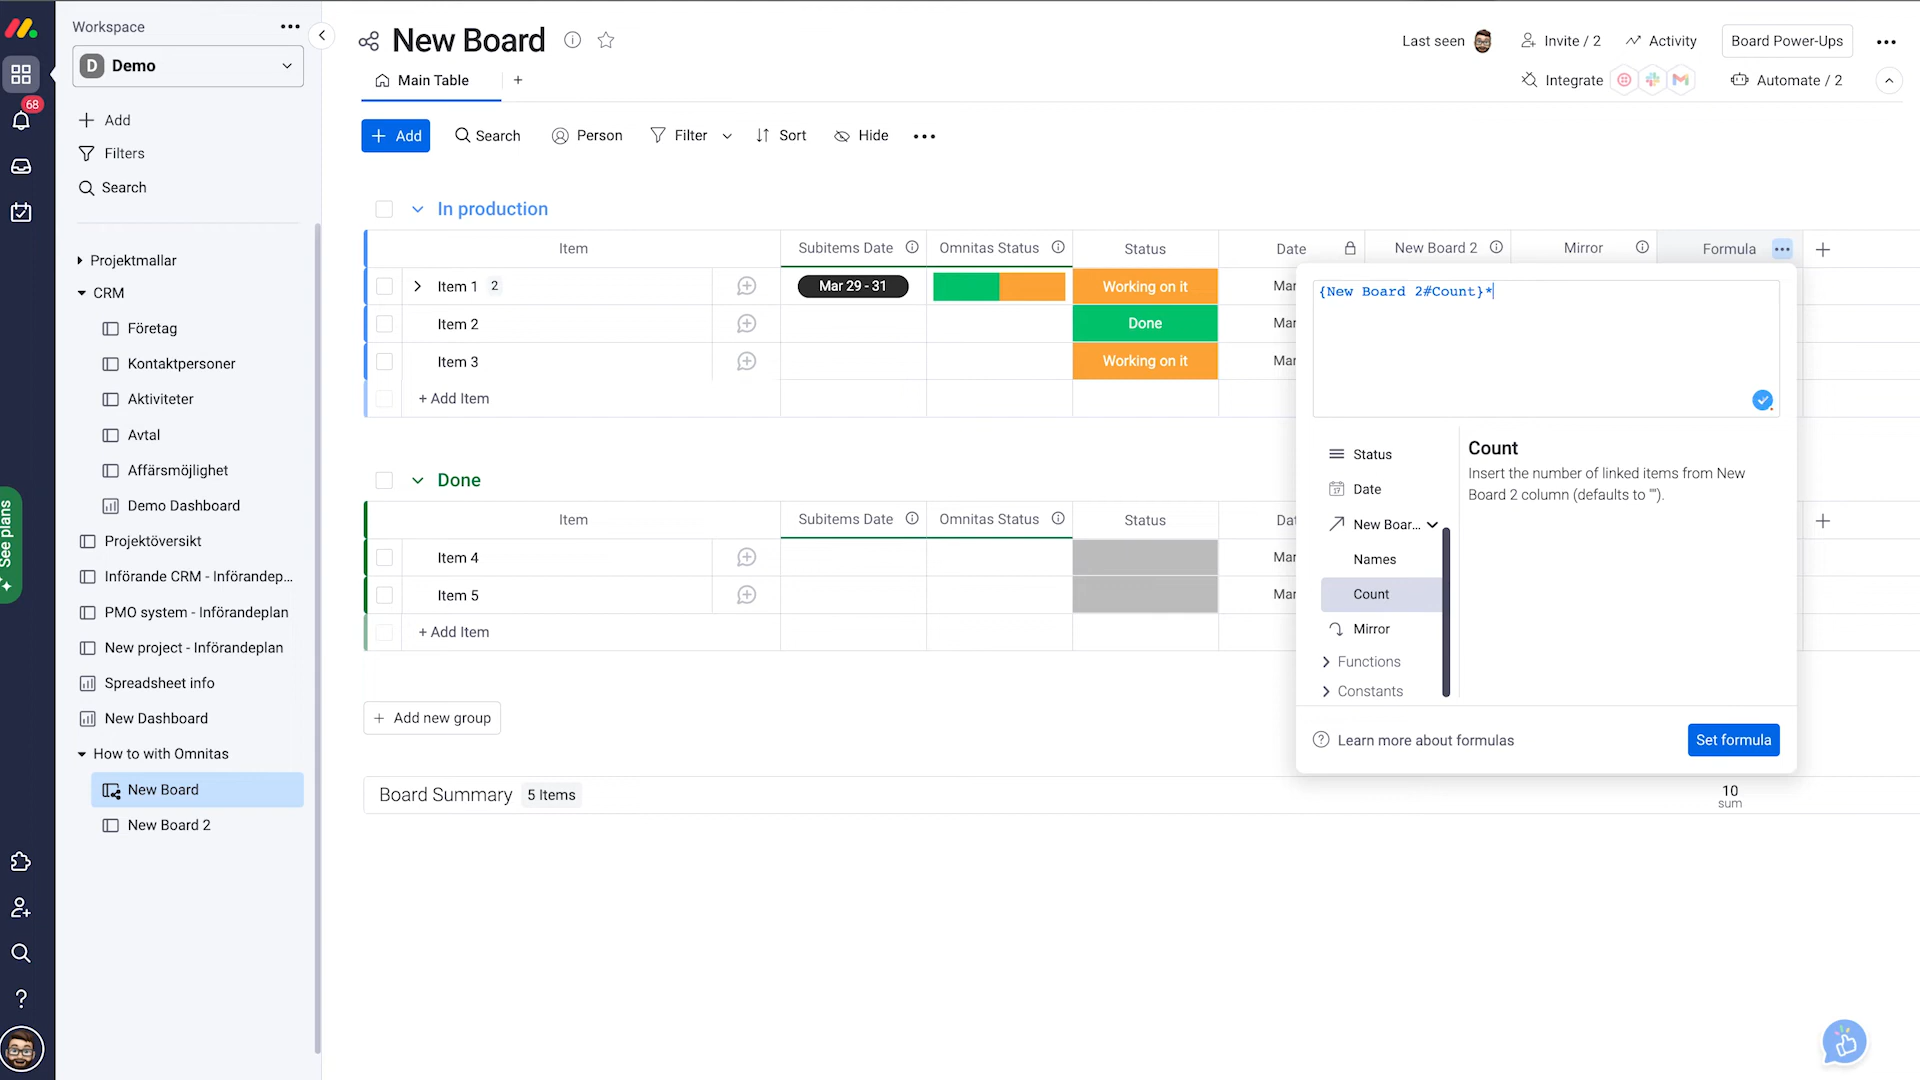 Workspace
D Demo
68
Add
Filters
Search
Projektmallar
CRM
Företag
Kontaktpersoner
Aktiviteter
Avtal
Affärsmöjlighet
Demo Dashboard
Projektöversikt
Införande CRM - Införandep...
PMO system - Införandeplan
New project - Införandeplan
Spreadsheet info
New Dashboard
How to with Omnitas
New Board
New Board 2
See plans
New Board
Last seen
Invite / 2
Activity
Board Power-Ups
Main Table
Integrate
Automate / 2
Add
Search
Person
Filter
Sort
Hide
In production
Item Subitems Date Omnitas Status Status Date New Board 2 Mirror Formula
Item 1 2 Mar 29 - 31 Working on it Mar
Item 2 Done Mar
Item 3 Working on it Mar
+ Add Item
Done
Item Subitems Date Omnitas Status Status Dat
Item 4 Mar
Item 5 Mar
+ Add Item
+ Add new group
Board Summary 5 Items
10
sum
{New Board 2#Count}*
Status
Date
17
New Boar...
Names
Count
Mirror
Functions
Constants
Count
Insert the number of linked items from New
Board 2 column (defaults to "").
Learn more about formulas
Set formula